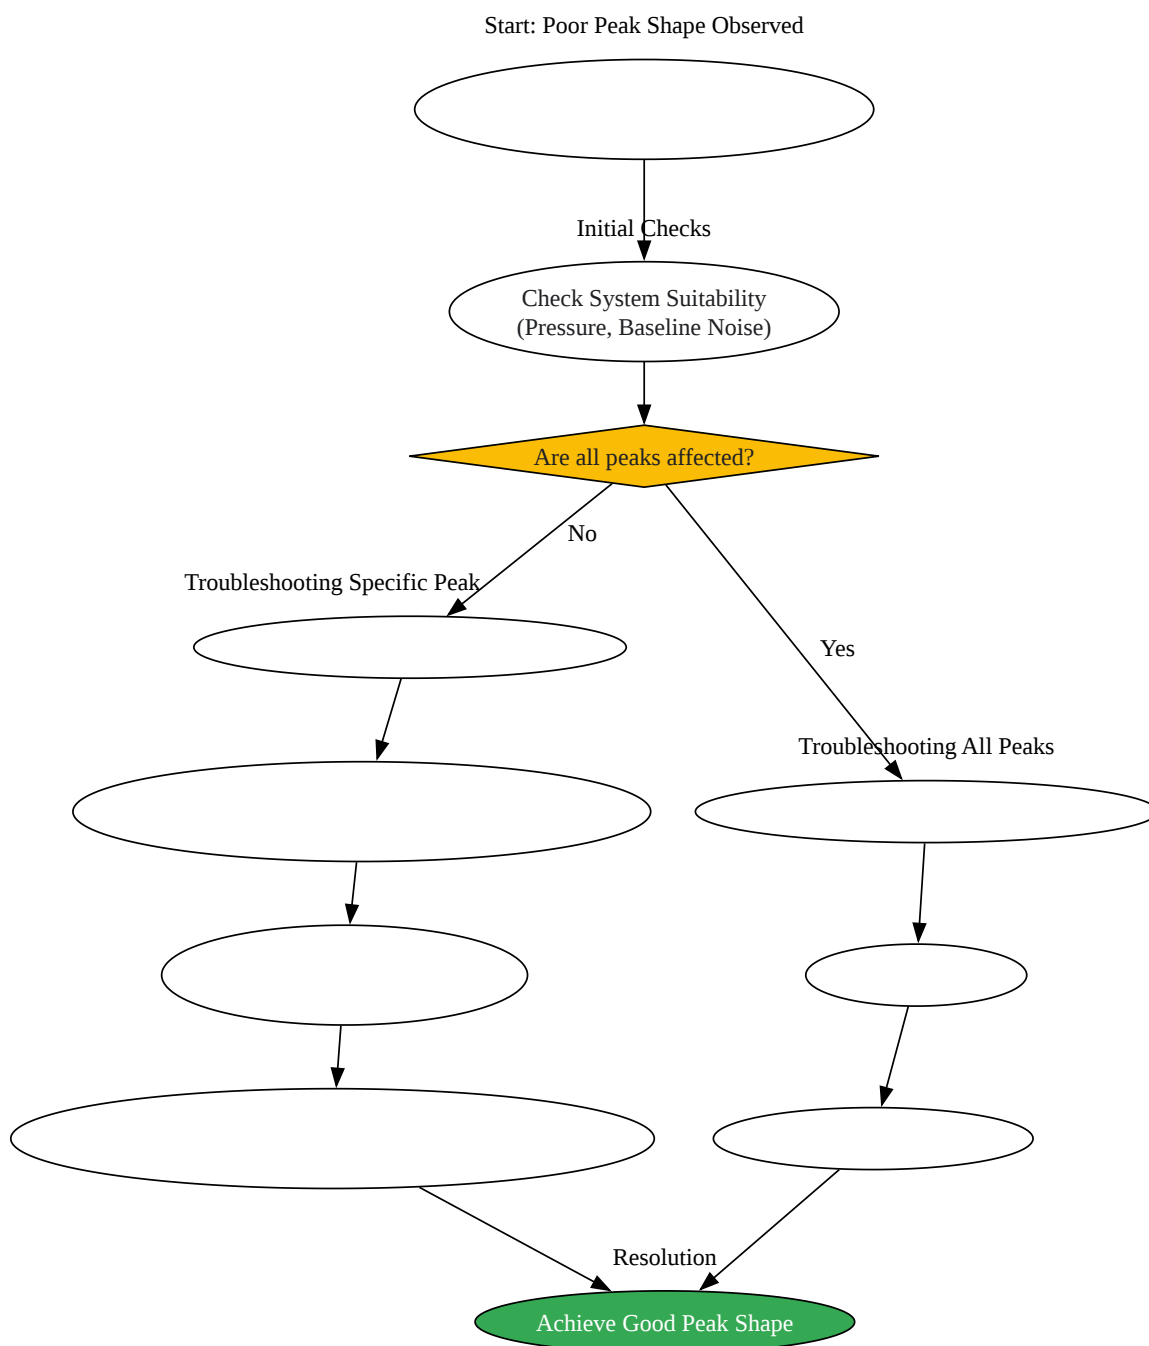 Start: Poor Peak Shape Observed
Initial Checks
Check System Suitability
(Pressure, Baseline Noise)
Are all peaks affected?
No
Troubleshooting Specific Peak
Yes
Troubleshooting All Peaks
Resolution
Achieve Good Peak Shape